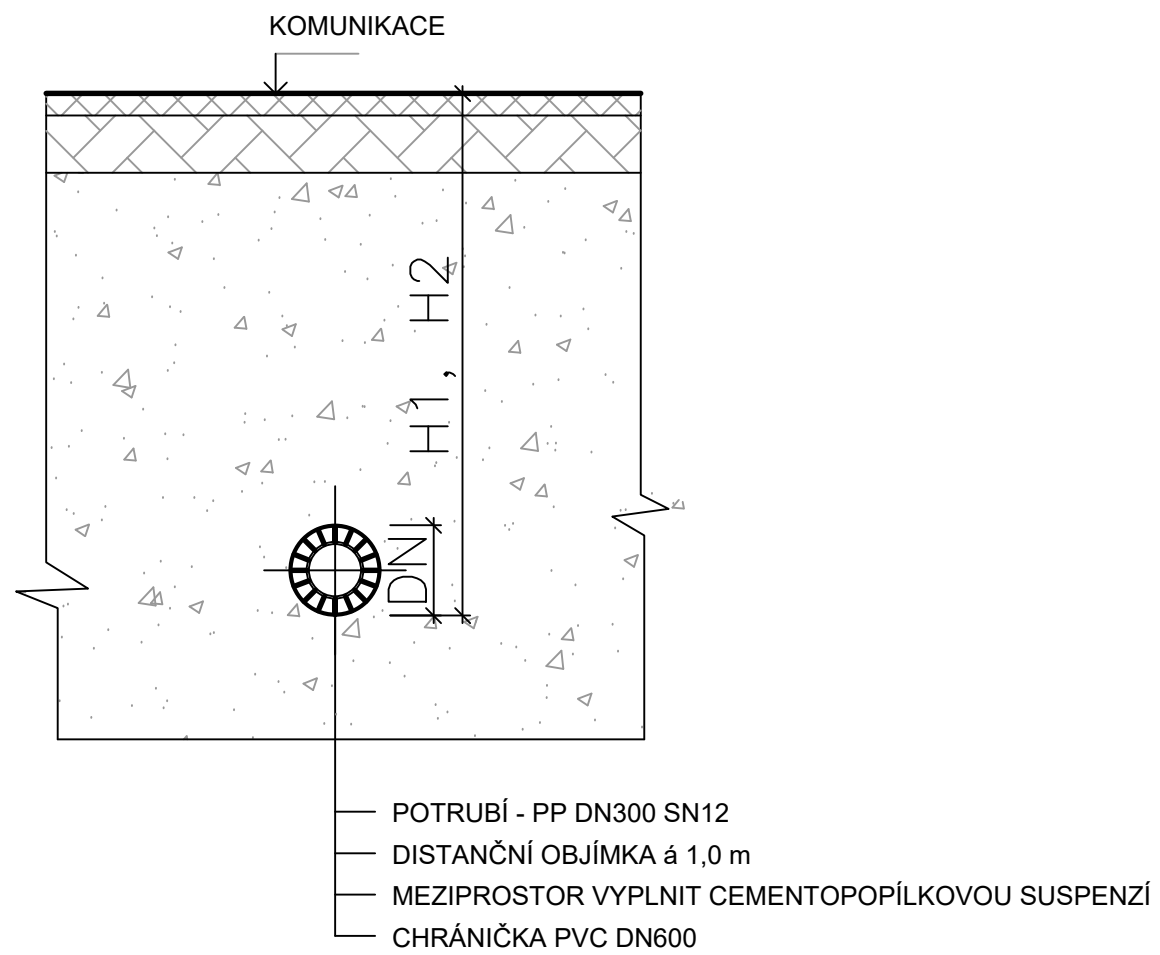 KOMUNIKACE
H1, H2
DN
POTRUBÍ - PP DN300 SN12
DISTANČNÍ OBJÍMKA á 1,0 m
MEZIPROSTOR VYPLNIT CEMENTOPOPÍLKOVOU SUSPENZÍ
CHRÁNIČKA PVC DN600